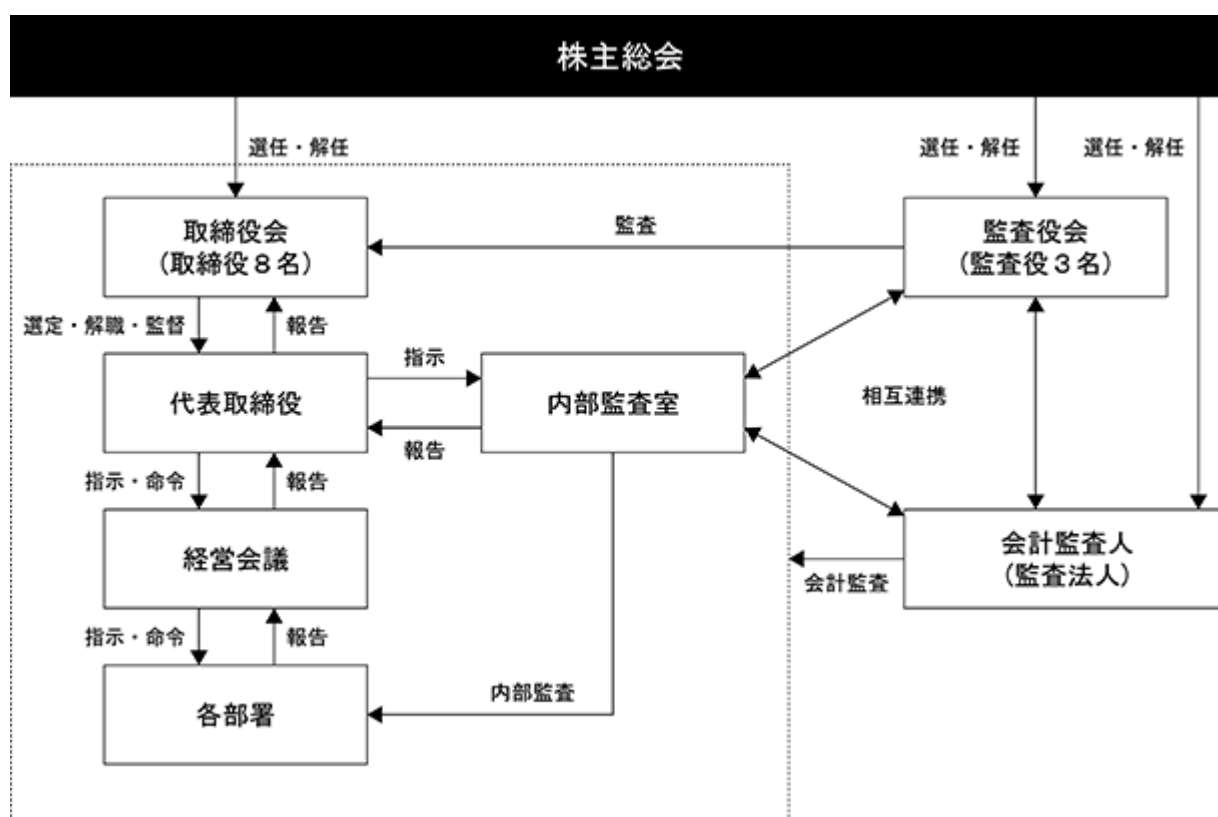 株主総会
選任・解任
選任・解任
選任・解任
取締役会
(取締役8名)
監査
監査役会
(監査役3名)
選定・解職・監督
報告
代表取締役
指示
報告
内部監査室
相互連携
指示・命令
報告
経営会議
会計監査人
(監査法人)
会計監査
指示・命令
報告
各部署
内部監査